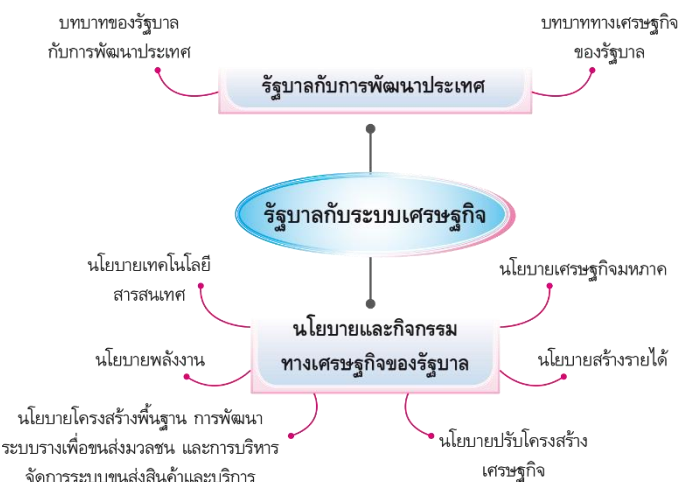 บทบาทของรัฐบาล
กับการพัฒนาประเทศ
บทบาททางเศรษฐกิจ
ของรัฐบาล
รัฐบาลกับการพัฒนาประเทศ
รัฐบาลกับระบบเศรษฐกิจ
นโยบายเทคโนโลยี
สารสนเทศ
นโยบายเศรษฐกิจมหภาค
นโยบายและกิจกรรม
ทางเศรษฐกิจของรัฐบาล
นโยบายพลังงาน
นโยบายสร้างรายได้
นโยบายโครงสร้างพื้นฐาน การพัฒนา
ระบบรางเพื่อขนส่งมวลชน และการบริหาร
จัดการระบบขนส่งสินค้าและบริการ
นโยบายปรับโครงสร้าง
เศรษฐกิจ